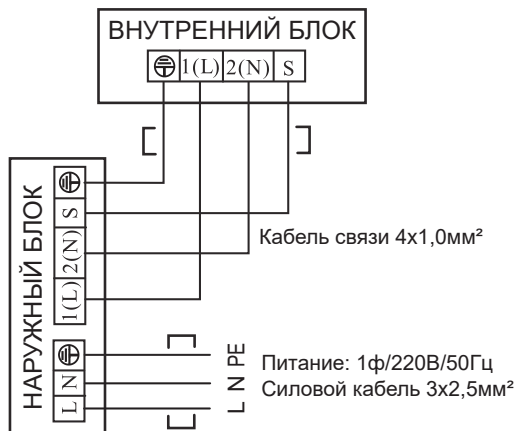 ВНУТРЕННИЙ БЛОК
1(L) 2(N) S
НАРУЖНЫЙ БЛОК
S
2(N)
1(L)
Кабель связи 4х1,0мм²
N
L
PE
N
L
Питание: 1ф/220В/50Гц
Силовой кабель 3х2,5мм²